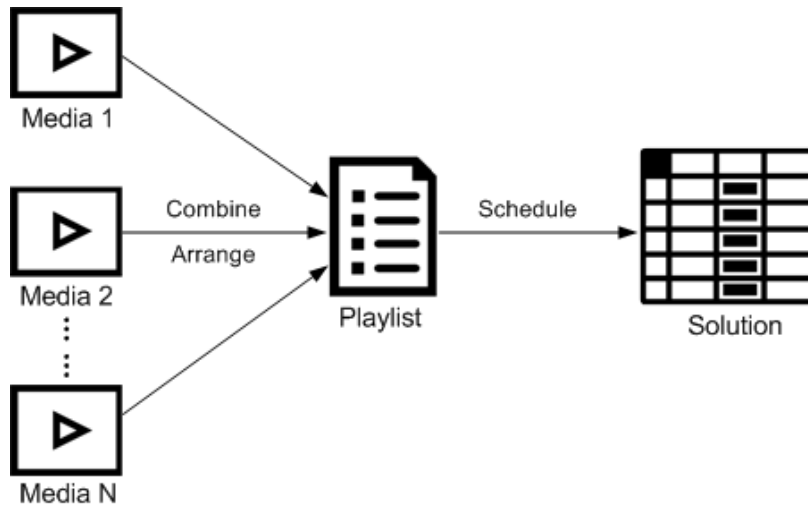 Media 1
Combine
Arrange
Media 2
Media N
Playlist
Schedule
Solution